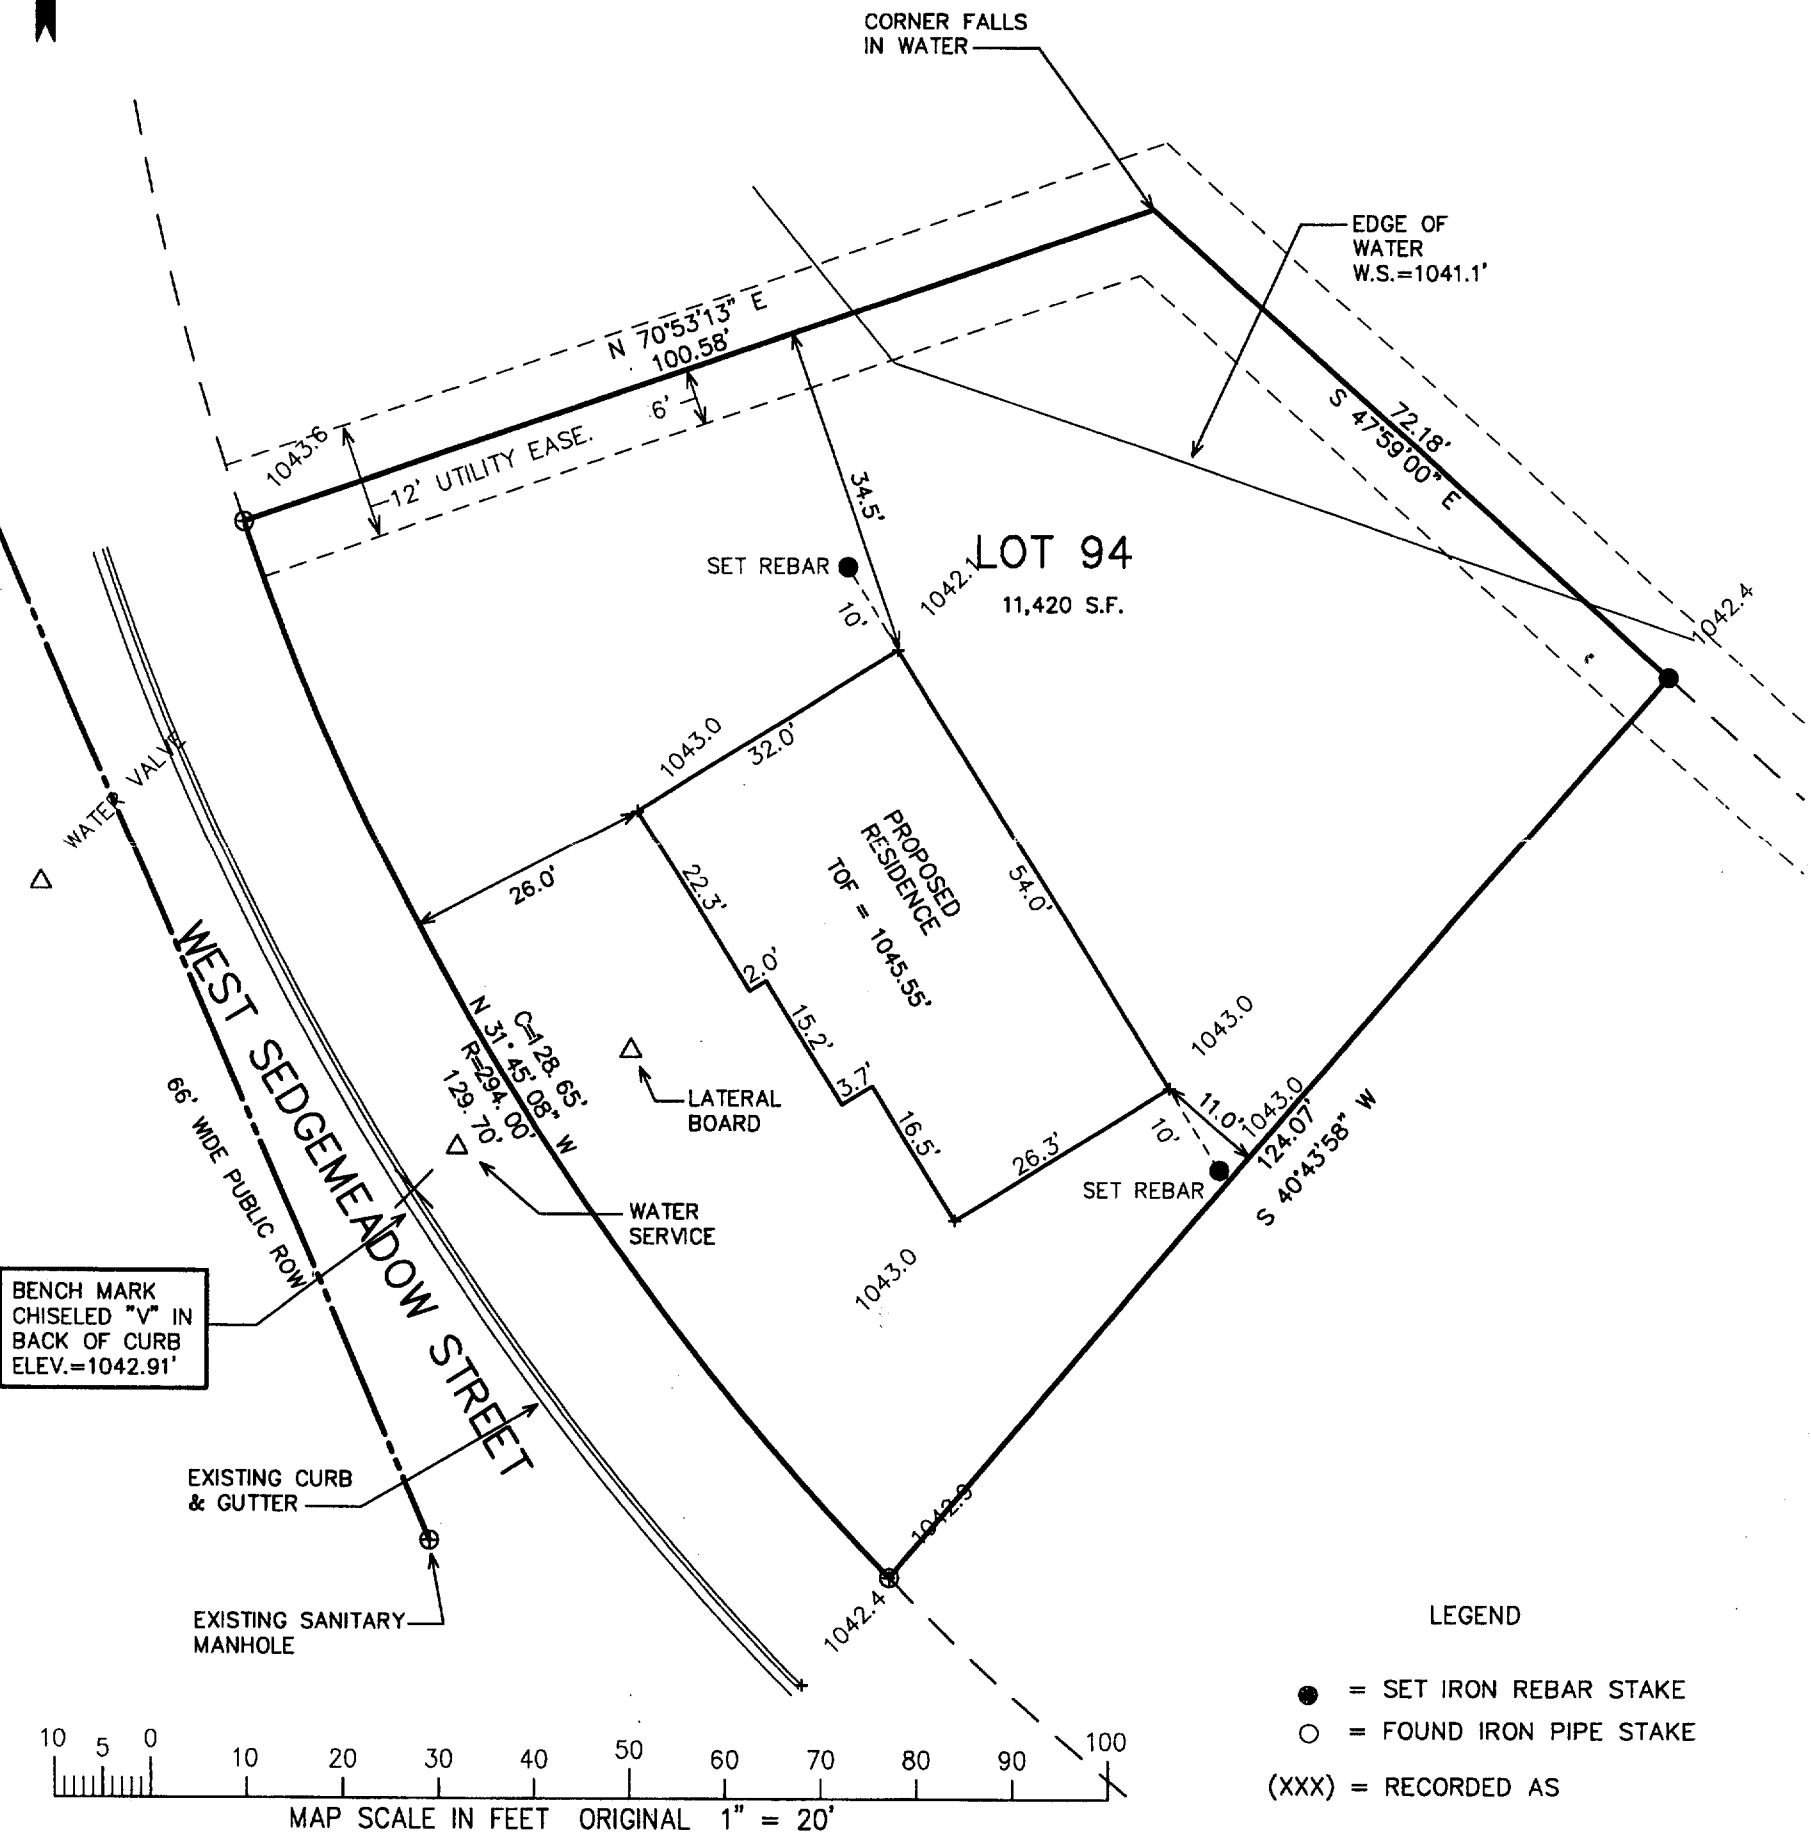 CORNER FALLS
IN WATER
EDGE OF
WATER
W.S.=1041.1'
N 70°53'13" E
100.58'
6'
1043.6
12' UTILITY EASE.
72.18'
S 47°59'00" E
34.5'
LOT 94
11,420 S.F.
SET REBAR
10'
1042.1
1042.4
1043.0
32.0'
WATER VALVE
26.0'
22.3'
PROPOSED
RESIDENCE
TOF = 1045.55'
54.0'
2.0'
15.2'
3.7'
16.5'
26.3'
1043.0
11.0'
1043.0
10'
SET REBAR
124.07'
S 40°43'58" W
1043.0
WEST SEDGEMEADOW STREET
66' WIDE PUBLIC ROW
C=128.65'
N 31°45'08" W
R=294.00'
129.70'
LATERAL
BOARD
WATER
SERVICE
BENCH MARK
CHISELED "V" IN
BACK OF CURB
ELEV.=1042.91'
EXISTING CURB
& GUTTER
EXISTING SANITARY
MANHOLE
1042.9
1042.4
LEGEND
= SET IRON REBAR STAKE
= FOUND IRON PIPE STAKE
(XXX) = RECORDED AS
10 5 0 10 20 30 40 50 60 70 80 90 100
MAP SCALE IN FEET ORIGINAL 1" = 20'